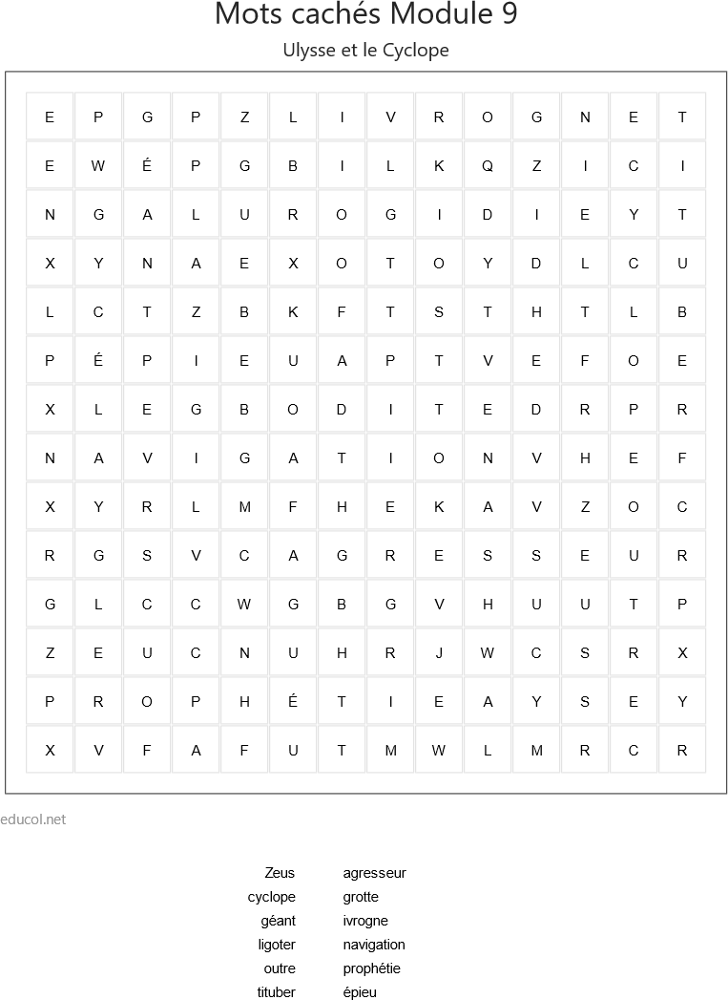 Mots cachés Module 9
Ulysse et le Cyclope
E P G P Z L I V R O G N E T
E W É P G B I L K Q Z I C I
N G A L U R O G I D I E Y T
X Y N A E X O T O Y D L C U
L C T Z B K F T S T H T L B
P É P I E U A P T V E F O E
X L E G B O D I T E D R P R
N A V I G A T I O N V H E F
X Y R L M F H E K A V Z O C
R G S V C A G R E S S E U R
G L C C W G B G V H U U T P
Z E U C N U H R J W C S R X
P R O P H É T I E A Y S E Y
X V F A F U T M W L M R C R
educol.net
Zeus agresseur
cyclope grotte
géant ivrogne
ligoter navigation
outre prophétie
tituber épieu